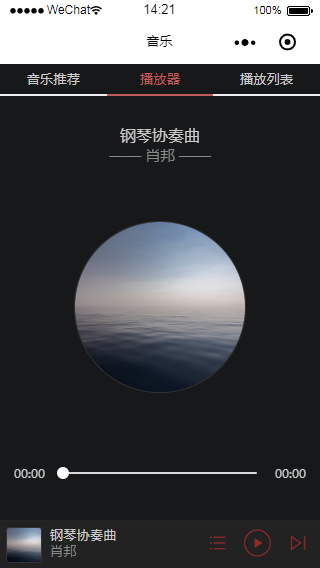 WeChat 14:21 100%
音乐
音乐推荐 播放器 播放列表
钢琴协奏曲
—— 肖邦 ——
00:00 00:00
钢琴协奏曲
肖邦